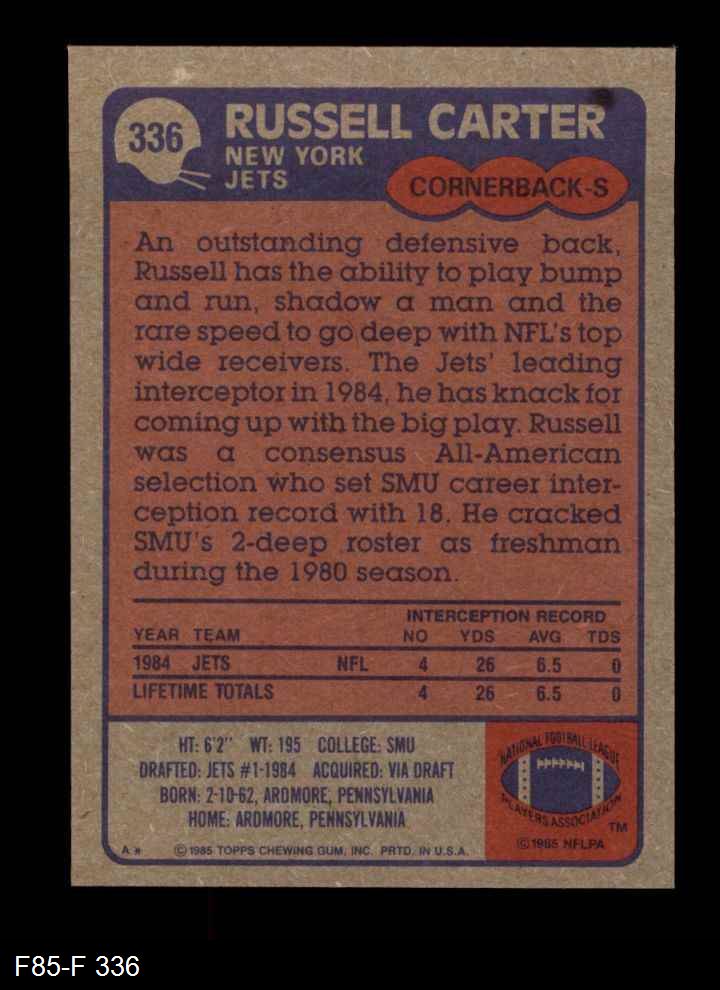 336
RUSSELL CARTER
NEW YORK
JETS
CORNERBACK-S
An outstanding defensive back,
Russell has the ability to play bump
and run, shadow a man and the
rare speed to go deep with NFL's top
wide receivers. The Jets' leading
interceptor in 1984, he has knack for
coming up with the big play. Russell
was a consensus All-American
selection who set SMU career inter-
ception record with 18. He cracked
SMU's 2-deep roster as freshman
during the 1980 season.
INTERCEPTION RECORD
YEAR TEAM NO YDS AVG TDS
1984 JETS NFL 4 26 6.5 0
LIFETIME TOTALS 4 26 6.5 0
HT: 6'2" WT: 195 COLLEGE: SMU
DRAFTED: JETS #1-1984 ACQUIRED: VIA DRAFT
BORN: 2-10-62, ARDMORE, PENNSYLVANIA
HOME: ARDMORE, PENNSYLVANIA
A* © 1985 TOPPS CHEWING GUM, INC. PRTD. IN U.S.A.
NATIONAL FOOTBALL LEAGUE
PLAYERS ASSOCIATION
TM
© 1985 NFLPA
F85-F 336